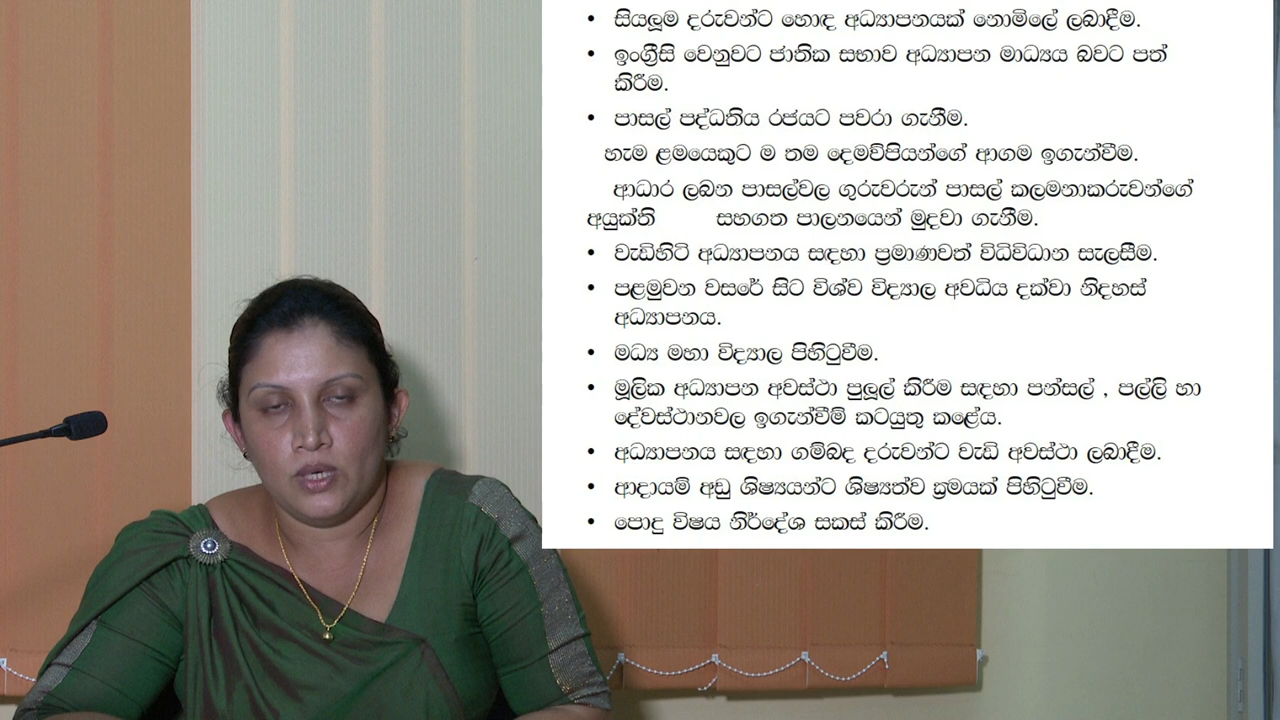 • සියලූම දරුවන්ට හොඳ අධ්‍යාපනයක් නොමිලේ ලබාදීම.
• ඉංග්‍රීසි වෙනුවට ජාතික සභාව අධ්‍යාපන මාධ්‍යය බවට පත්
කිරීම.
• පාසල් පද්ධතිය රජයට පවරා ගැනීම.
හැම ළමයෙකුට ම තම දෙමව්පියන්ගේ ආගම ඉගැන්වීම.
ආධාර ලබන පාසල්වල ගුරුවරුන් පාසල් කලමනාකරුවන්ගේ
අයුක්ති සහගත පාලනයෙන් මුදවා ගැනීම.
• වැඩිහිටි අධ්‍යාපනය සඳහා ප්‍රමාණවත් විධිවිධාන සැලසීම.
• පළමුවන වසරේ සිට විශ්ව විද්‍යාල අවධිය දක්වා නිදහස්
අධ්‍යාපනය.
• මධ්‍ය මහා විද්‍යාල පිහිටුවීම.
• මූලික අධ්‍යාපන අවස්ථා පුලූල් කිරීම සඳහා පන්සල් , පල්ලි හා
දේවස්ථානවල ඉගැන්වීම් කටයුතු කළේය.
• අධ්‍යාපනය සඳහා ගම්බද දරුවන්ට වැඩි අවස්ථා ලබාදීම.
• ආදායම් අඩු ශිෂ්‍යයන්ට ශිෂ්‍යත්ව ක්‍රමයක් පිහිටුවීම.
• පොදු විෂය නිර්දේශ සකස් කිරීම.